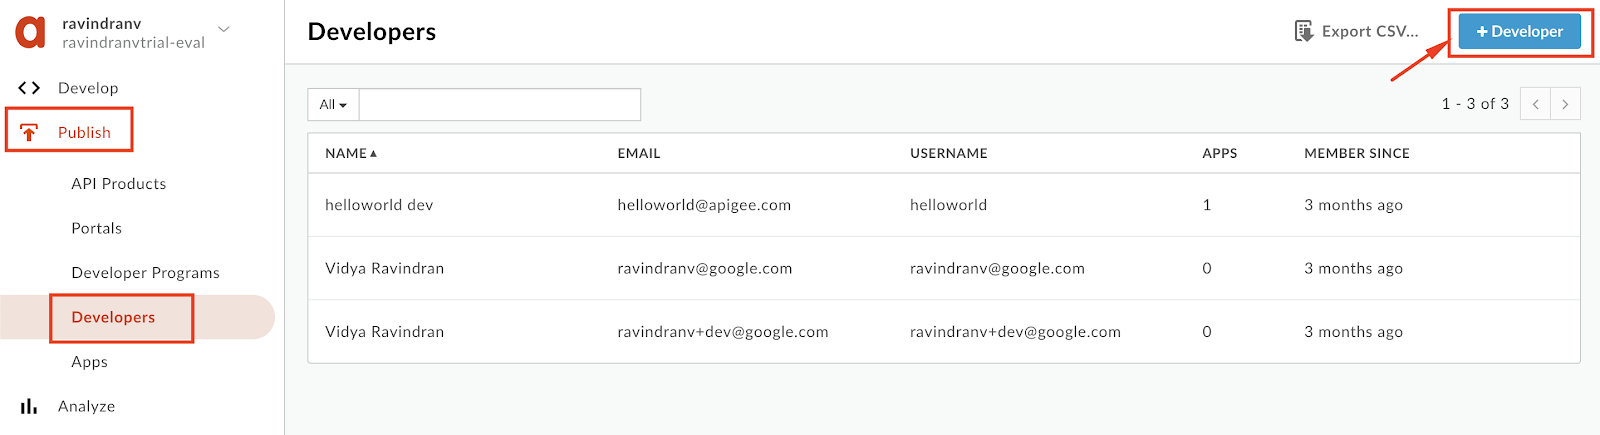 ravindranv
ravindranvtrial-eval
Develop
Publish
API Products
Portals
Developer Programs
Developers
Apps
Analyze
Developers
Export CSV...
+ Developer
All
1 - 3 of 3
NAME EMAIL USERNAME APPS MEMBER SINCE
helloworld dev helloworld@apigee.com helloworld 1 3 months ago
Vidya Ravindran ravindranv@google.com ravindranv@google.com 0 3 months ago
Vidya Ravindran ravindranv+dev@google.com ravindranv+dev@google.com 0 3 months ago